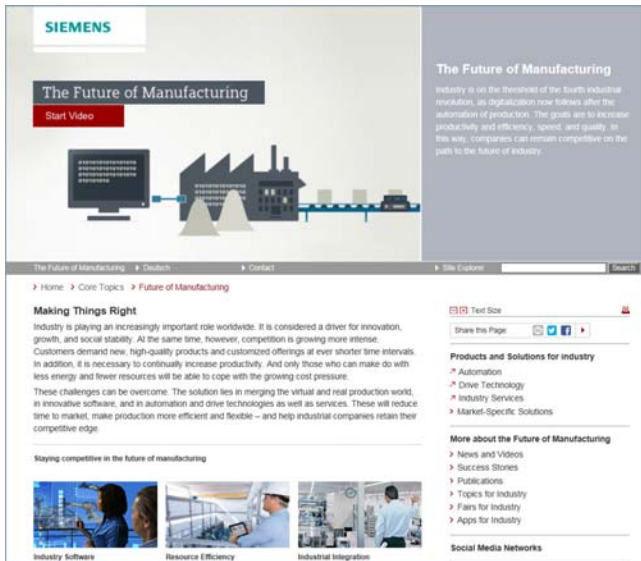 SIEMENS
The Future of Manufacturing
Start Video
The Future of Manufacturing
Industry is on the threshold of the fourth industrial
revolution, as digitalization now follows after the
automation of production. The goals are to increase
productivity and efficiency, speed, and quality. In
this way, companies can remain competitive on the
path to the future of industry.
The Future of Manufacturing Deutsch Contact Site Explorer Search
Home Core Topics Future of Manufacturing
Making Things Right
Industry is playing an increasingly important role worldwide. It is considered a driver for innovation,
growth, and social stability. At the same time, however, competition is growing more intense.
Customers demand new, high-quality products and customized offerings at ever shorter time intervals.
In addition, it is necessary to continually increase productivity. And only those who can make do with
less energy and fewer resources will be able to cope with the growing cost pressure.
These challenges can be overcome. The solution lies in merging the virtual and real production world,
in innovative software, and in automation and drive technologies as well as services. These will reduce
time to market, make production more efficient and flexible – and help industrial companies retain their
competitive edge.
Staying competitive in the future of manufacturing
Industry Software
Resource Efficiency
Industrial Integration
Text Size
Share this Page:
Products and Solutions for industry
Automation
Drive Technology
Industry Services
Market-Specific Solutions
More about the Future of Manufacturing
News and Videos
Success Stories
Publications
Topics for Industry
Fairs for Industry
Apps for Industry
Social Media Networks